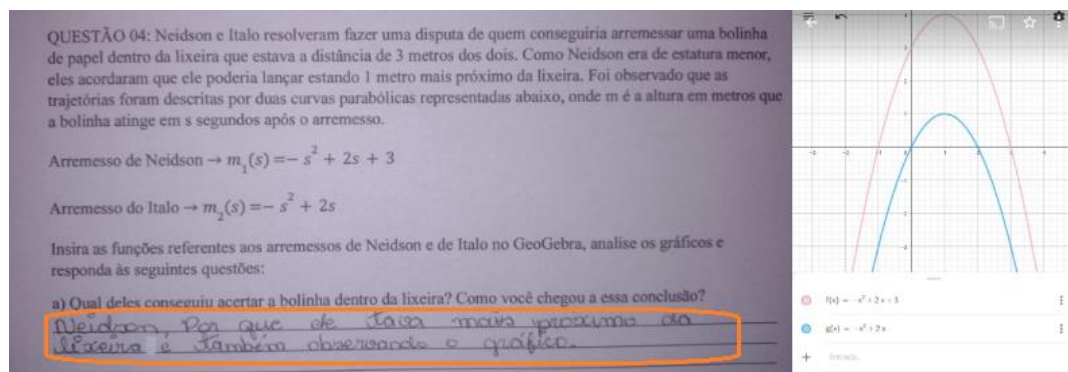 QUESTÃO 04: Neidson e Italo resolveram fazer uma disputa de quem conseguiria arremessar uma bolinha
de papel dentro da lixeira que estava a distância de 3 metros dos dois. Como Neidson era de estatura menor,
eles acordaram que ele poderia lançar estando 1 metro mais próximo da lixeira. Foi observado que as
trajetórias foram descritas por duas curvas parabólicas representadas abaixo, onde m é a altura em metros que
a bolinha atinge em s segundos após o arremesso.
Arremesso de Neidson → m₁(s) =− s² + 2s + 3
Arremesso do Italo → m₂(s) =− s² + 2s
Insira as funções referentes aos arremessos de Neidson e de Italo no GeoGebra, analise os gráficos e
responda às seguintes questões:
a) Qual deles conseguiu acertar a bolinha dentro da lixeira? Como você chegou a essa conclusão?
Neidson, Por que ele tava mais proximo da
lixeira é também observando o gráfico.
f(x) = −x² + 2x + 3
g(x) = −x² + 2x